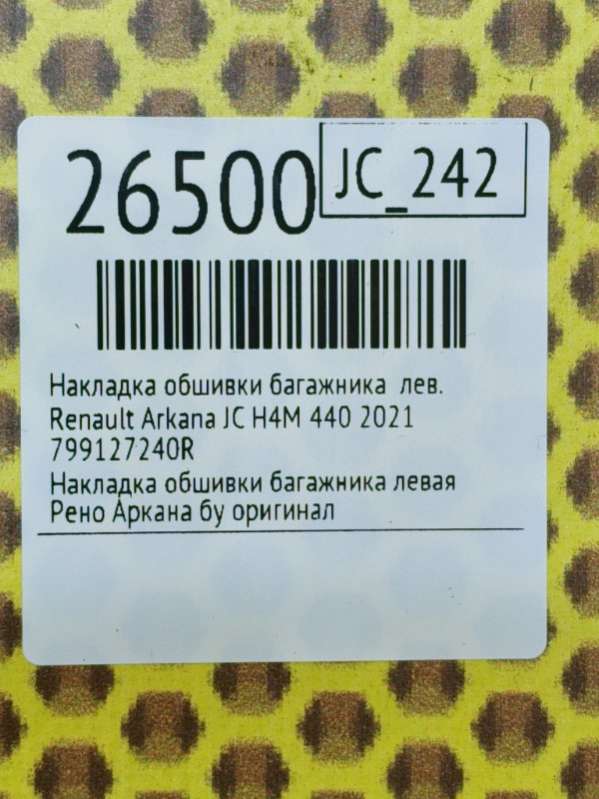 26500
JC_242
Накладка обшивки багажника лев.
Renault Arkana JC H4M 440 2021
799127240R
Накладка обшивки багажника левая
Рено Аркана бу оригинал